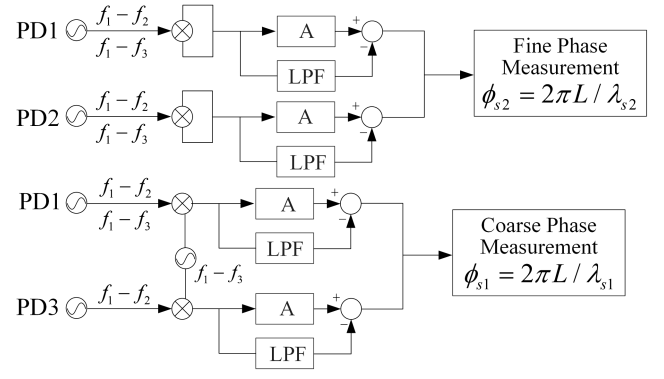 PD1
f₁ − f₂
f₁ − f₃
A
+
−
LPF
Fine Phase
Measurement
ϕₛ₂ = 2πL / λₛ₂
PD2
f₁ − f₂
f₁ − f₃
A
+
−
LPF
PD1
f₁ − f₂
f₁ − f₃
A
+
−
LPF
Coarse Phase
Measurement
ϕₛ₁ = 2πL / λₛ₁
f₁ − f₃
PD3
f₁ − f₂
A
+
−
LPF